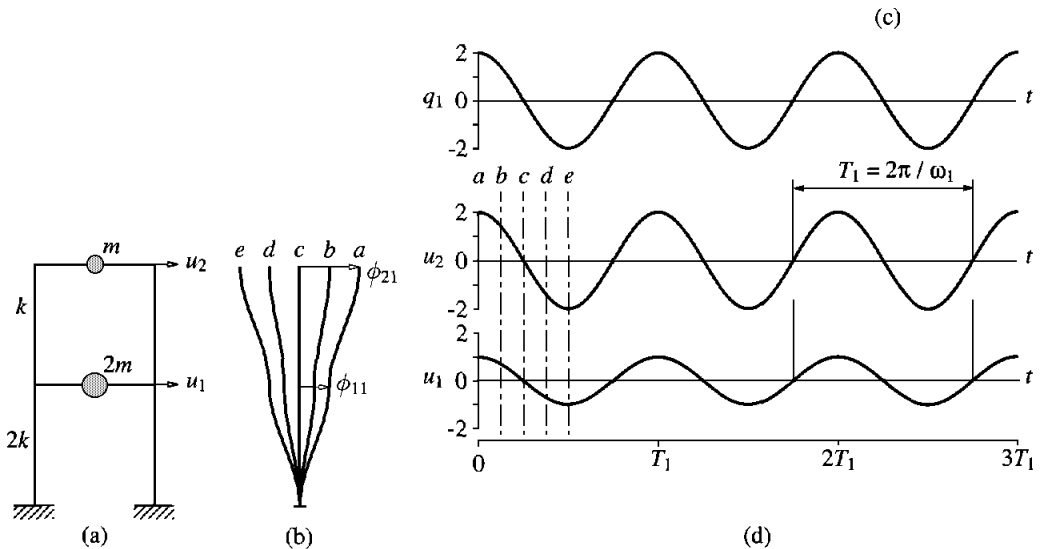 (c)
2
q1
0
-2
t
a b c d e
T1 = 2π / ω1
2
u2
0
-2
t
2
u1
0
-2
t
0 T1 2T1 3T1
(d)
m
u2
k
2m
u1
2k
(a)
e d c b a
ϕ21
ϕ11
(b)